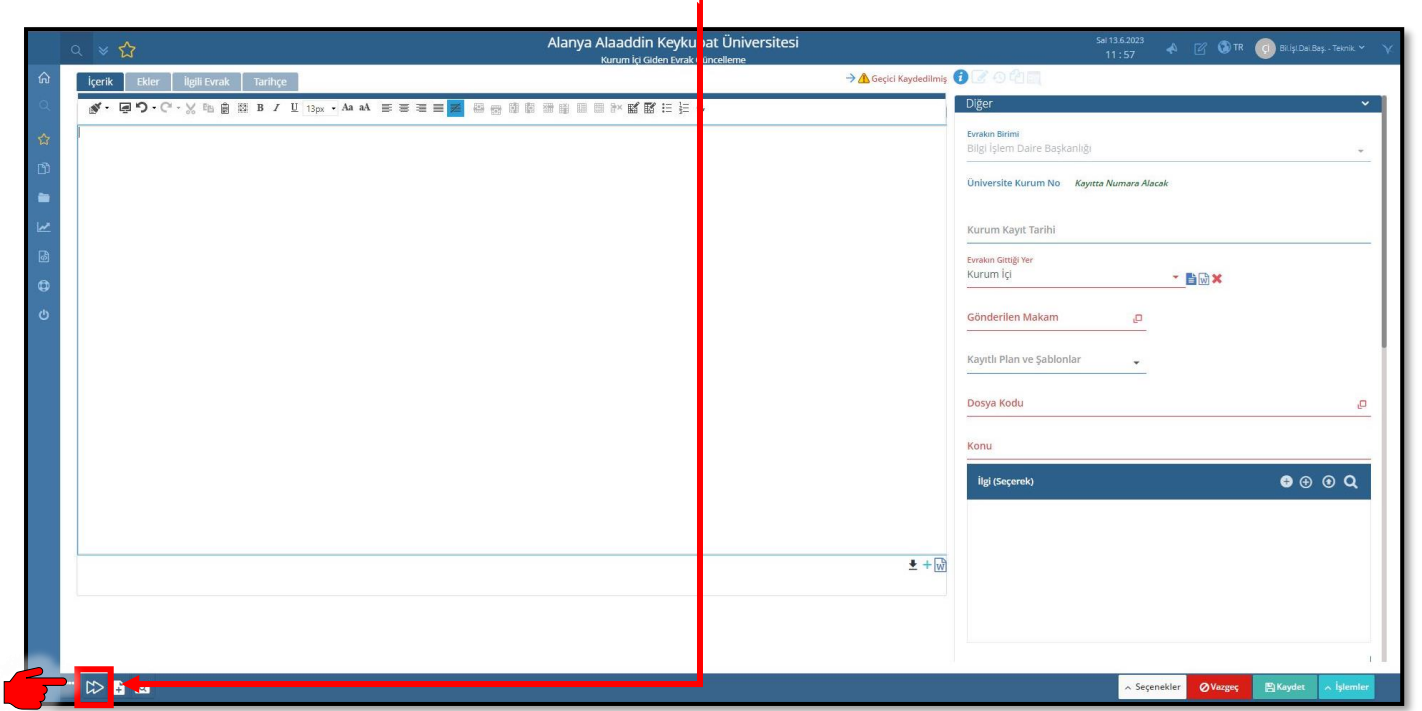 Alanya Alaaddin Keykubat Üniversitesi
Kurum İçi Giden Evrak Güncelleme
Sal 13.6.2023
11 : 57
TR
Çİ
Bil.İşl.Dai.Baş. - Teknik.
İçerik Ekler İlgili Evrak Tarihçe
Geçici Kaydedilmiş
B I U 13px Aa aA
Diğer
Evrakın Birimi
Bilgi İşlem Daire Başkanlığı
Üniversite Kurum No Kayıtta Numara Alacak
Kurum Kayıt Tarihi
Evrakın Gittiği Yer
Kurum İçi
Gönderilen Makam
Kayıtlı Plan ve Şablonlar
Dosya Kodu
Konu
İlgi (Seçerek)
Seçenekler Vazgeç Kaydet İşlemler